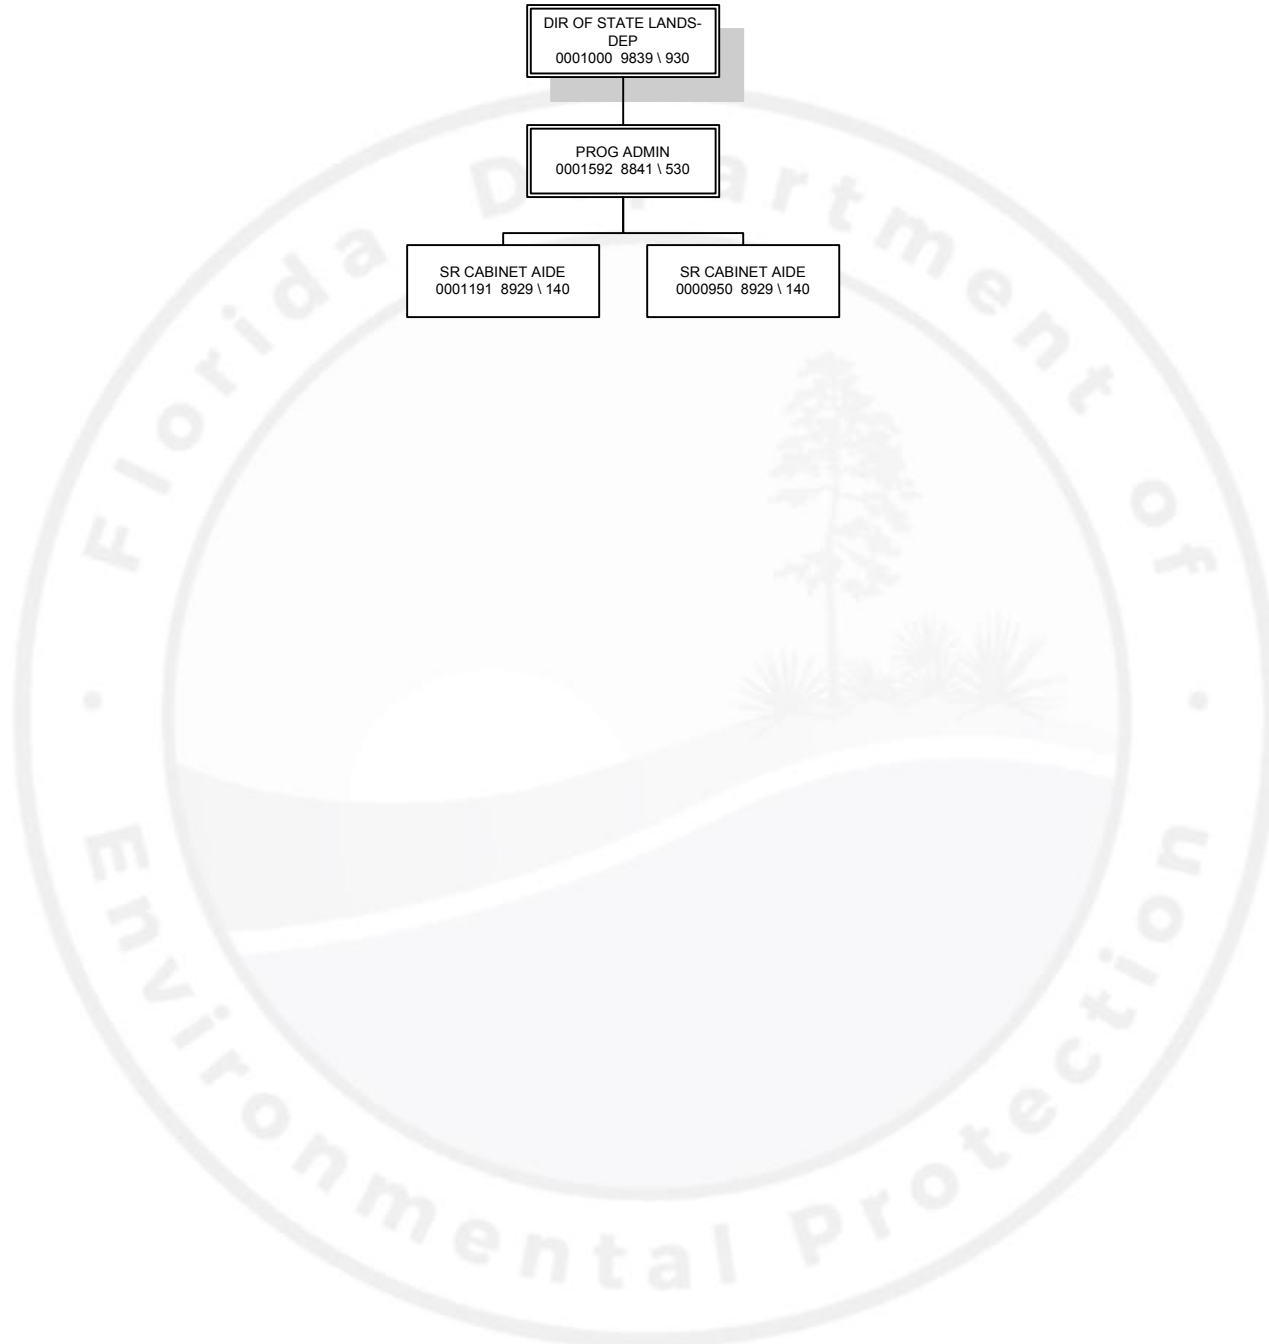 DIR OF STATE LANDS-
DEP
0001000 9839 \ 930
PROG ADMIN
0001592 8841 \ 530
SR CABINET AIDE
0001191 8929 \ 140
SR CABINET AIDE
0000950 8929 \ 140
Florida Department of
Environmental Protection